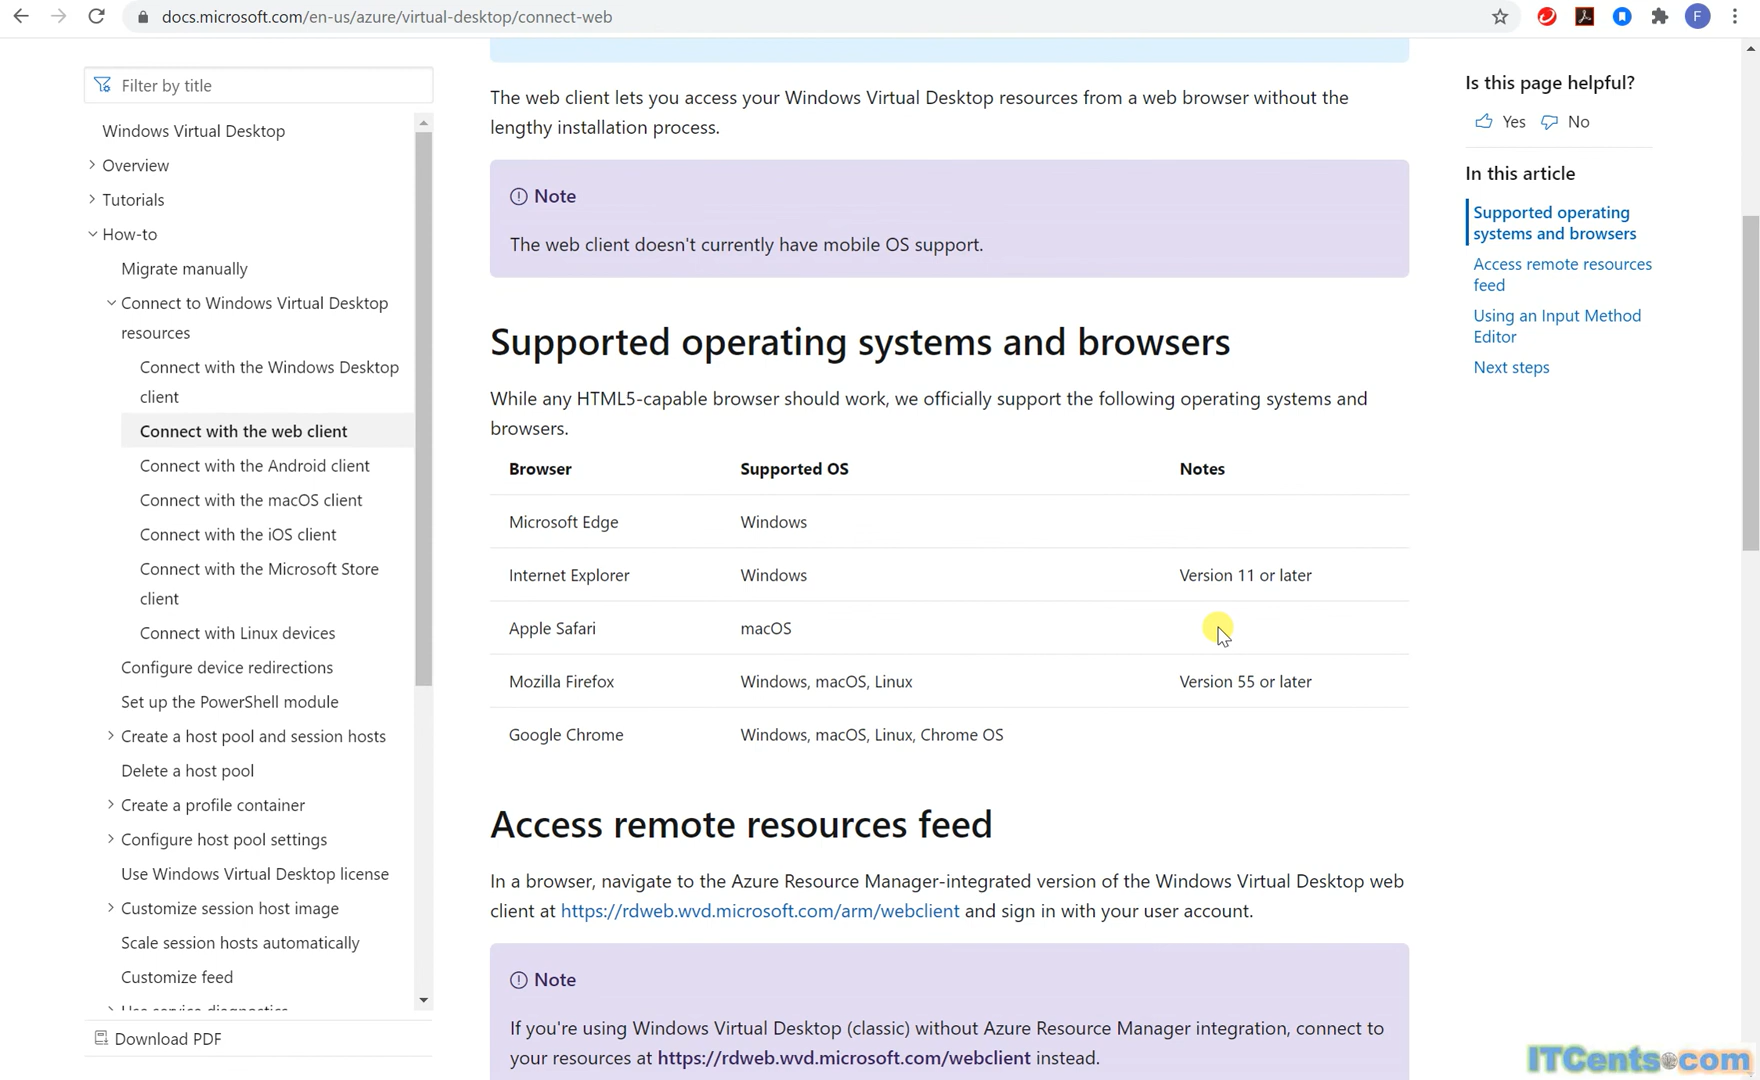 docs.microsoft.com/en-us/azure/virtual-desktop/connect-web
F
Filter by title
Windows Virtual Desktop
Overview
Tutorials
How-to
Migrate manually
Connect to Windows Virtual Desktop
resources
Connect with the Windows Desktop
client
Connect with the web client
Connect with the Android client
Connect with the macOS client
Connect with the iOS client
Connect with the Microsoft Store
client
Connect with Linux devices
Configure device redirections
Set up the PowerShell module
Create a host pool and session hosts
Delete a host pool
Create a profile container
Configure host pool settings
Use Windows Virtual Desktop license
Customize session host image
Scale session hosts automatically
Customize feed
Use service diagnostics
Download PDF
The web client lets you access your Windows Virtual Desktop resources from a web browser without the
lengthy installation process.
Note
The web client doesn't currently have mobile OS support.
Supported operating systems and browsers
While any HTML5-capable browser should work, we officially support the following operating systems and
browsers.
Browser Supported OS Notes
Microsoft Edge Windows
Internet Explorer Windows Version 11 or later
Apple Safari macOS
Mozilla Firefox Windows, macOS, Linux Version 55 or later
Google Chrome Windows, macOS, Linux, Chrome OS
Access remote resources feed
In a browser, navigate to the Azure Resource Manager-integrated version of the Windows Virtual Desktop web
client at https://rdweb.wvd.microsoft.com/arm/webclient and sign in with your user account.
Note
If you're using Windows Virtual Desktop (classic) without Azure Resource Manager integration, connect to
your resources at https://rdweb.wvd.microsoft.com/webclient instead.
Is this page helpful?
Yes No
In this article
Supported operating
systems and browsers
Access remote resources
feed
Using an Input Method
Editor
Next steps
ITCents.com